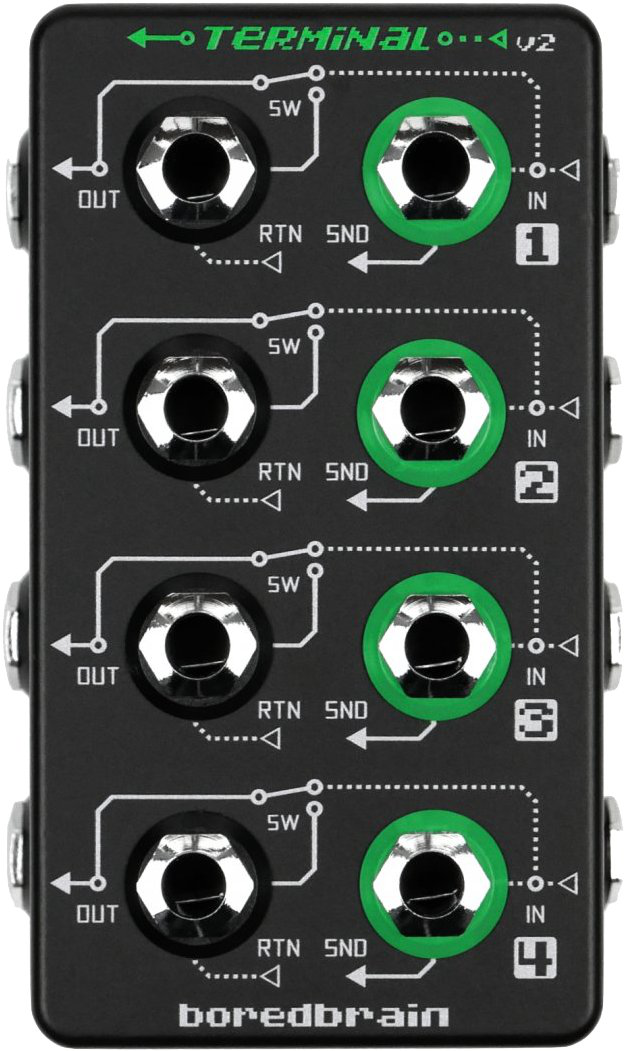 TERMINAL v2
SW
OUT
IN
RTN SND
1
SW
OUT
IN
RTN SND
2
SW
OUT
IN
RTN SND
3
SW
OUT
IN
RTN SND
4
boredbrain